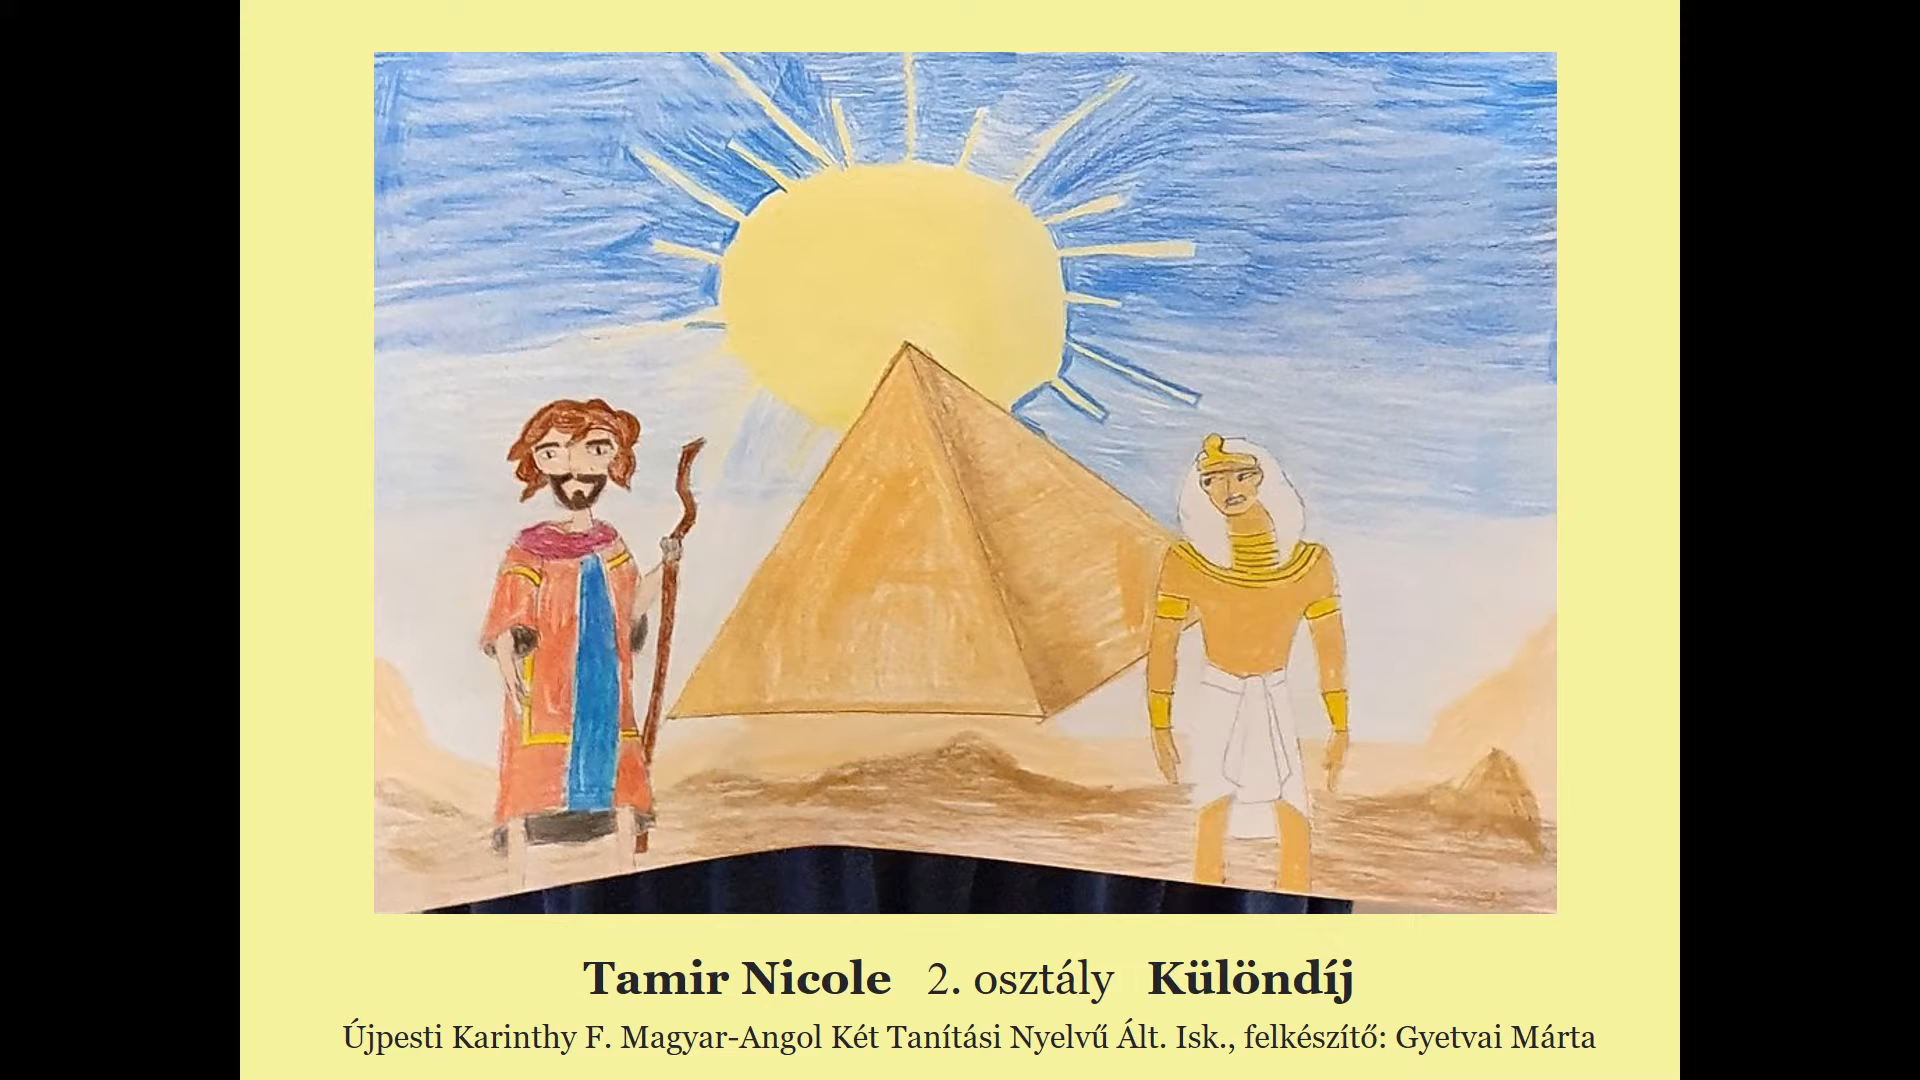 Tamir Nicole 2. osztály Különdíj
Újpesti Karinthy F. Magyar-Angol Két Tanítási Nyelvű Ált. Isk., felkészítő: Gyetvai Márta